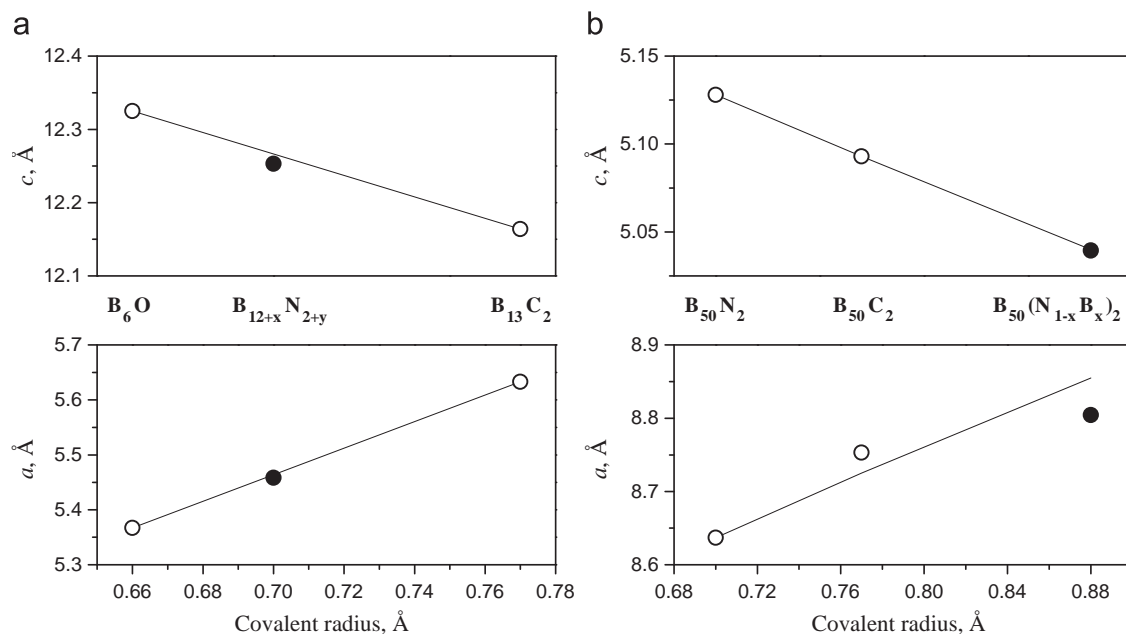 a
12.4
12.3
12.2
12.1
c, Å
B6O B12+xN2+y B13C2
5.7
5.6
5.5
5.4
5.3
a, Å
0.66 0.68 0.70 0.72 0.74 0.76 0.78
Covalent radius, Å
b
5.15
5.10
5.05
c, Å
B50N2 B50C2 B50(N1-xBx)2
8.9
8.8
8.7
8.6
a, Å
0.68 0.72 0.76 0.80 0.84 0.88
Covalent radius, Å